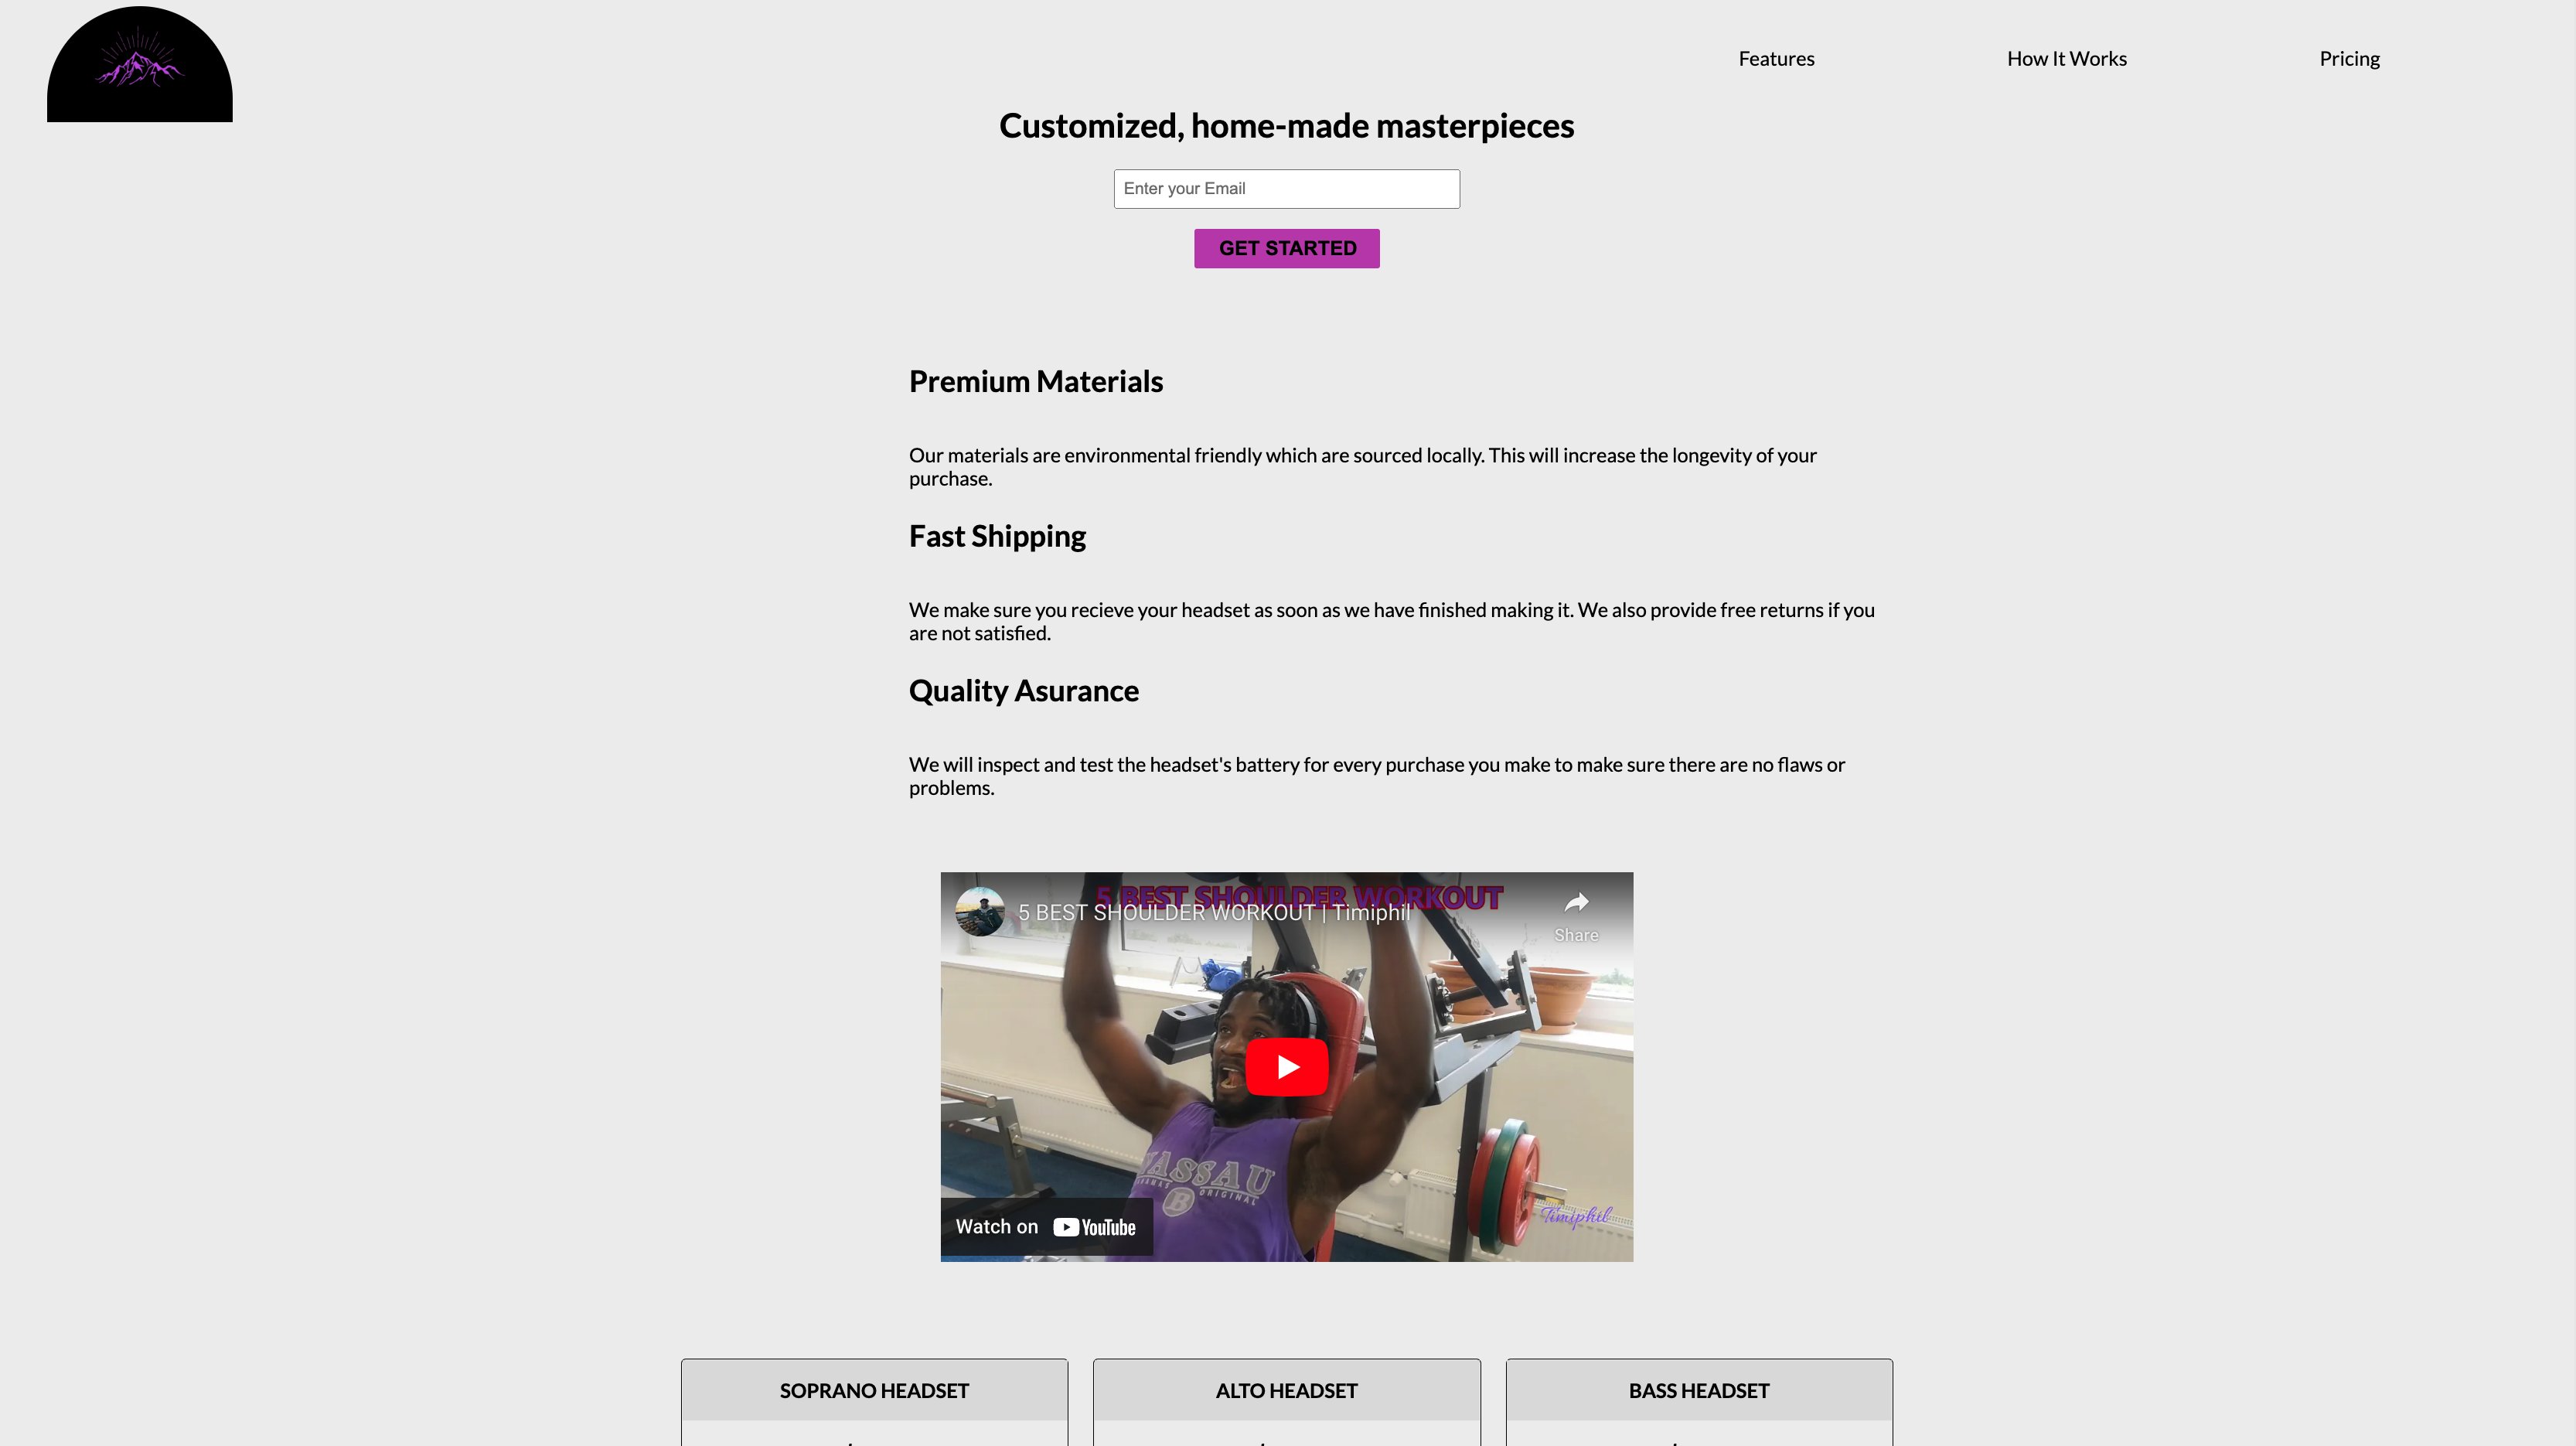 Features
How It Works
Pricing
Customized, home-made masterpieces
Enter your Email
GET STARTED
Premium Materials
Our materials are environmental friendly which are sourced locally. This will increase the longevity of your
purchase.
Fast Shipping
We make sure you recieve your headset as soon as we have finished making it. We also provide free returns if you
are not satisfied.
Quality Asurance
We will inspect and test the headset's battery for every purchase you make to make sure there are no flaws or
problems.
5 BEST SHOULDER WORKOUT
5 BEST SHOULDER WORKOUT | Timiphil
Share
NASSAU
BAHAMAS ORIGINAL
B
Timiphil
Watch on YouTube
SOPRANO HEADSET
ALTO HEADSET
BASS HEADSET